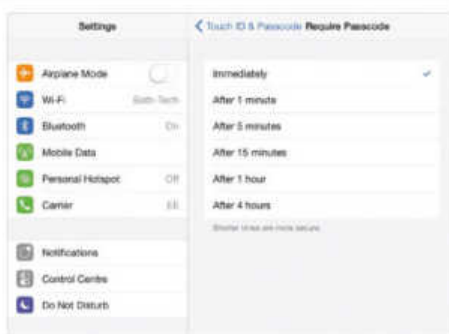 Settings
Airplane Mode
Wi-Fi
Bluetooth On
Mobile Data
Personal Hotspot Off
Carrier EE
Notifications
Control Centre
Do Not Disturb
Touch ID & Passcode Require Passcode
Immediately
After 1 minute
After 5 minutes
After 15 minutes
After 1 hour
After 4 hours
Shorter times are more secure.